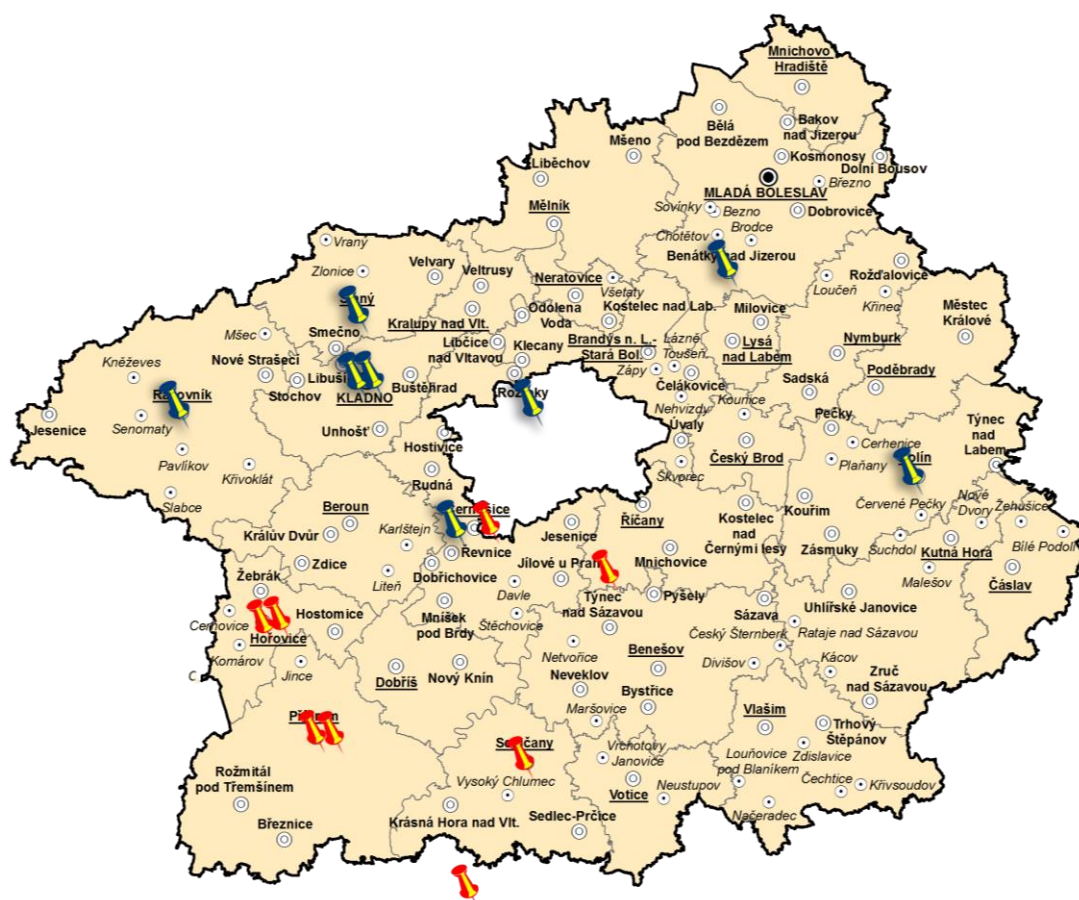 Mnichovo
Hradiště
Bělá
pod Bezdězem
Bakov
nad Jizerou
Mšeno
Kosmonosy
Liběchov
Dolní Bousov
Březno
MLADÁ BOLESLAV
Mělník
Sovínky
Bezno
Dobrovice
Chotětov
Brodce
Vraný
Benátky nad Jizerou
Zlonice
Velvary
Veltrusy
Neratovice
Všetaty
Rožďalovice
Loučeň
Křinec
Kostelec nad Lab.
Odolena
Voda
Milovice
Městec
Králové
Kralupy nad Vlt.
Smečno
Mšec
Libčice
nad Vltavou
Brandýs n. L.-
Stará Bol.
Lázně
Toušeň
Lysá
nad Labem
Nymburk
Kněževes
Nové Strašecí
Klecany
Zápy
Poděbrady
Libuši
Buštěhrad
Čelákovice
Sadská
Stochov
KLADNO
Nehvizdy
Kounice
Jesenice
Senomaty
Unhošť
Hostivice
Úvaly
Pečky
Týnec
nad
Labem
Cerhenice
Pavlíkov
Křivoklát
Rudná
Škvorec
Český Brod
Plaňany
Slabce
Červené Pečky
Nové
Dvory
Žehušice
Beroun
Karlštejn
Říčany
Kostelec
nad
Černými lesy
Kouřim
Králův Dvůr
Řevnice
Jesenice
Zásmuky
Suchdol
Kutná Hora
Bílé Podolí
Zdice
Liteň
Dobřichovice
Jílové u Prah
Mnichovice
Malešov
Čáslav
Žebrák
Davle
Týnec
nad Sázavou
Pyšely
Sázava
Uhlířské Janovice
Hostomice
Mníšek
pod Brdy
Štěchovice
Český Šternberk
Rataje nad Sázavou
Hořovice
Komárov
Netvořice
Benešov
Divišov
Kácov
Jince
Dobříš
Nový Knín
Neveklov
Bystřice
Zruč
nad Sázavou
Maršovice
Vlašim
Trhový
Štěpánov
Vrchotovy
Janovice
Louňovice
pod Blaníkem
Zdislavice
Rožmitál
pod Třemšínem
Vysoký Chlumec
Votice
Neustupov
Čechtice
Křivsoudov
Načeradec
Březnice
Krásná Hora nad Vlt.
Sedlec-Prčice